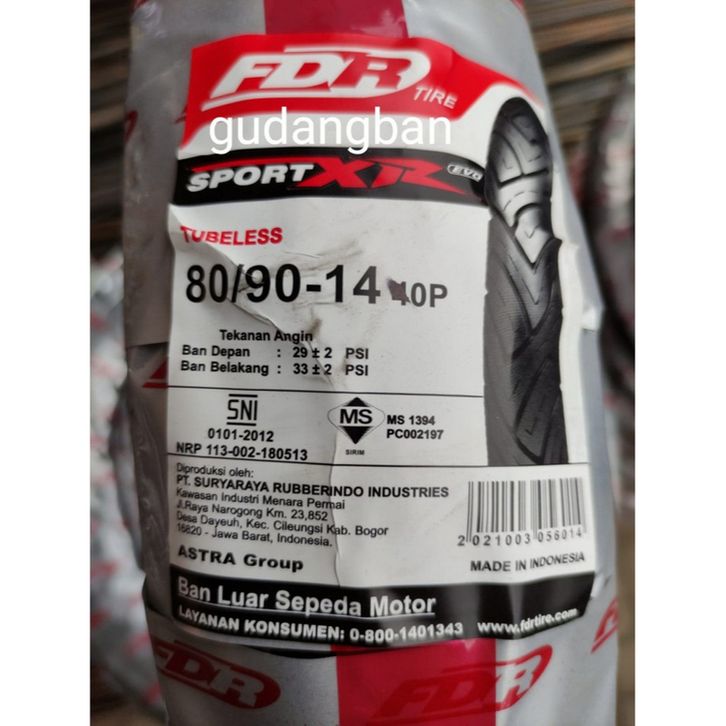 FDR
TIRE
gudangban
SPORT XR EVO
TUBELESS
80/90-14 40P
Tekanan Angin
Ban Depan : 29 ± 2 PSI
Ban Belakang : 33 ± 2 PSI
SNI
0101-2012
NRP 113-002-180513
MS
SIRIM
MS 1394
PC002197
Diproduksi oleh:
PT. SURYARAYA RUBBERINDO INDUSTRIES
Kawasan Industri Menara Permai
Jl.Raya Narogong Km. 23,852
Desa Dayeuh, Kec. Cileungsi Kab. Bogor
16820 - Jawa Barat, Indonesia.
ASTRA Group
2 021003 056014
MADE IN INDONESIA
Ban Luar Sepeda Motor
LAYANAN KONSUMEN: 0-800-1401343 www.fdrtire.com
FDR
FDR